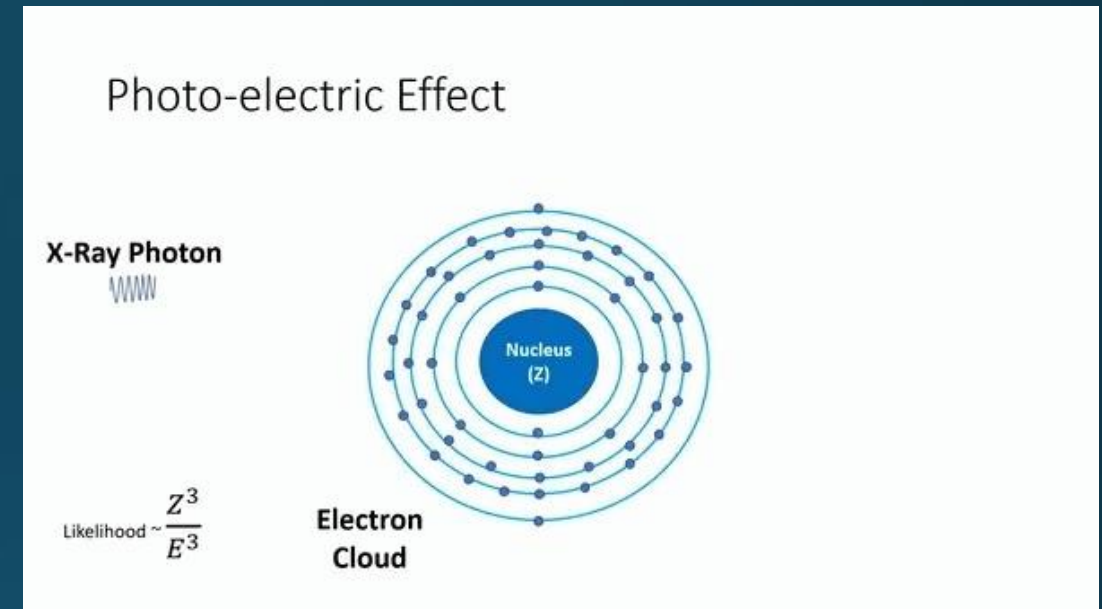 Photo-electric Effect
X-Ray Photon
Nucleus
(Z)
Likelihood ~ Z³/E³
Electron
Cloud